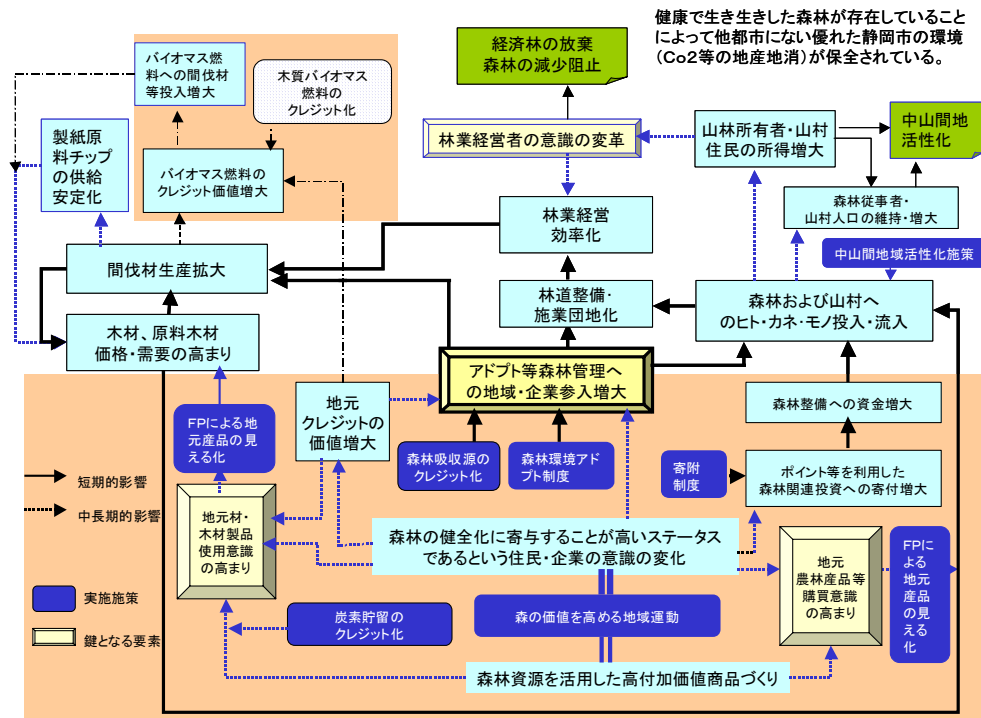 健康で生き生きした森林が存在していること
によって他都市にない優れた静岡市の環境
(Co2等の地産地消)が保全されている。
経済林の放棄
森林の減少阻止
バイオマス燃
料への間伐材
等投入増大
木質バイオマス
燃料の
クレジット化
製紙原
料チップ
の供給
安定化
バイオマス燃料の
クレジット価値増大
林業経営者の意識の変革
山林所有者・山村
住民の所得増大
中山間地
活性化
森林従事者・
山村人口の維持・増大
林業経営
効率化
中山間地域活性化施策
間伐材生産拡大
林道整備・
施業団地化
森林および山村へ
のヒト・カネ・モノ投入・流入
木材、原料木材
価格・需要の高まり
アドプト等森林管理へ
の地域・企業参入増大
地元
クレジットの
価値増大
森林整備への資金増大
FPによる地
元産品の見
える化
森林吸収源の
クレジット化
森林環境アド
プト制度
寄附
制度
ポイント等を利用した
森林関連投資への寄付増大
短期的影響
中長期的影響
地元材・
木材製品
使用意識
の高まり
森林の健全化に寄与することが高いステータス
であるという住民・企業の意識の変化
地元
農林産品等
購買意識
の高まり
FPに
よる
地元
産品
の見
える
化
実施施策
炭素貯留の
クレジット化
森の価値を高める地域運動
鍵となる要素
森林資源を活用した高付加価値商品づくり